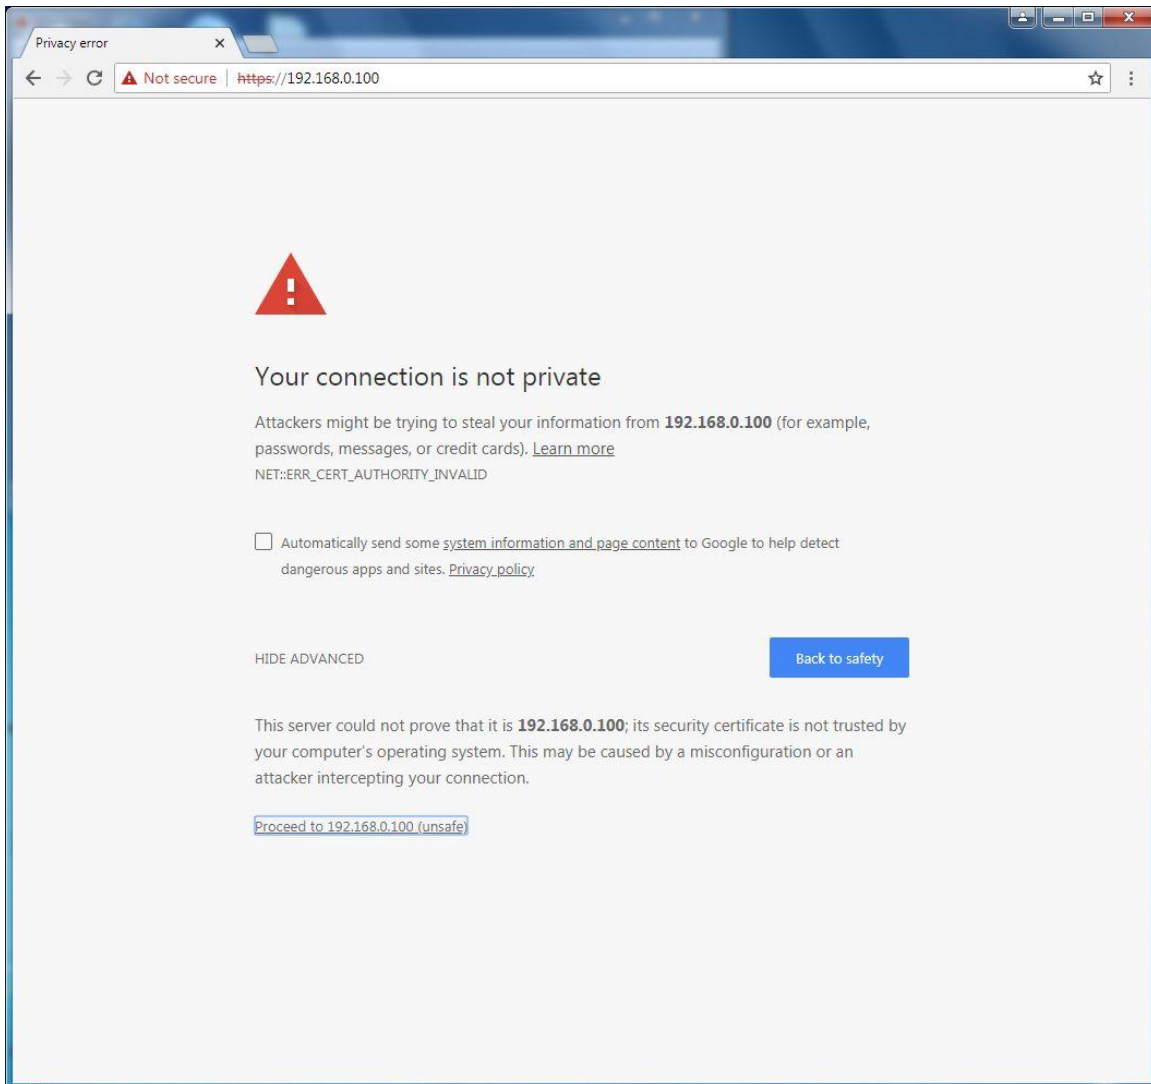 Privacy error
Not secure | https://192.168.0.100
Your connection is not private
Attackers might be trying to steal your information from 192.168.0.100 (for example,
passwords, messages, or credit cards). Learn more
NET::ERR_CERT_AUTHORITY_INVALID
Automatically send some system information and page content to Google to help detect
dangerous apps and sites. Privacy policy
HIDE ADVANCED
Back to safety
This server could not prove that it is 192.168.0.100; its security certificate is not trusted by
your computer's operating system. This may be caused by a misconfiguration or an
attacker intercepting your connection.
Proceed to 192.168.0.100 (unsafe)